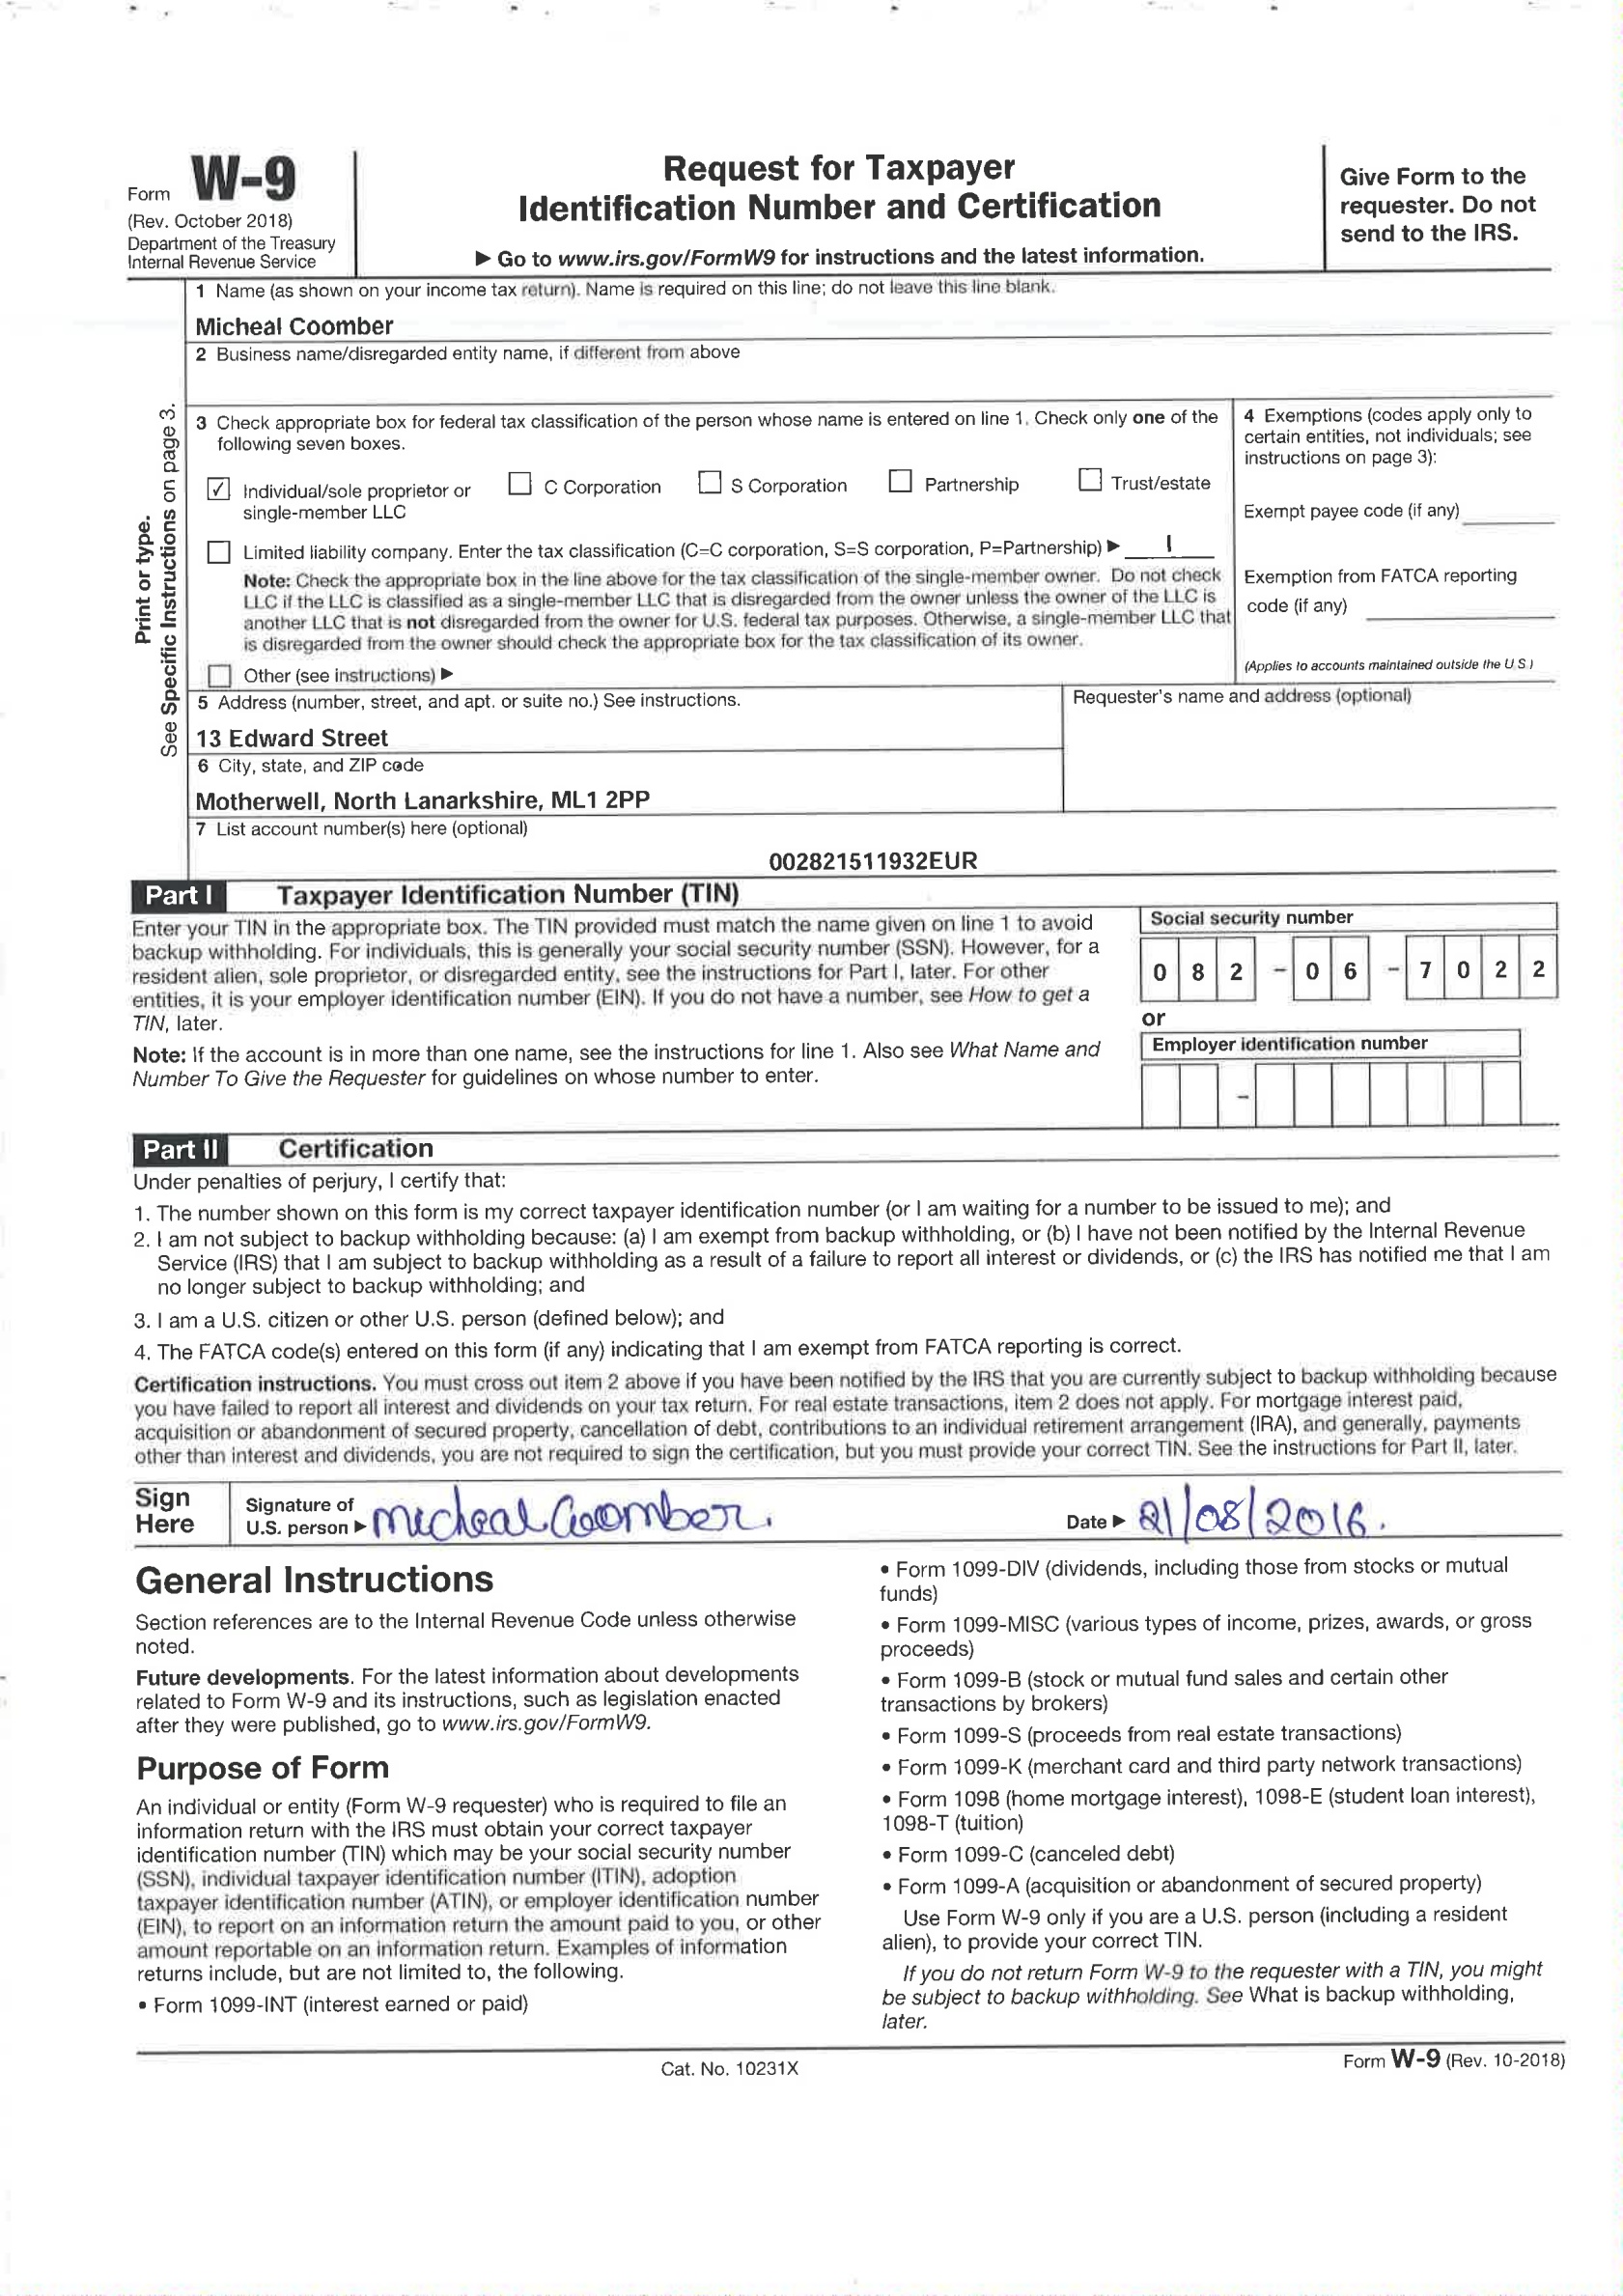 Form W-9
(Rev. October 2018)
Department of the Treasury
Internal Revenue Service
Request for Taxpayer
Identification Number and Certification
▶ Go to www.irs.gov/FormW9 for instructions and the latest information.
Give Form to the
requester. Do not
send to the IRS.
Print or type.
See Specific Instructions on page 3.
1 Name (as shown on your income tax return). Name is required on this line; do not leave this line blank.
Micheal Coomber
2 Business name/disregarded entity name, if different from above
3 Check appropriate box for federal tax classification of the person whose name is entered on line 1. Check only one of the
following seven boxes.
✓ Individual/sole proprietor or
single-member LLC
C Corporation
S Corporation
Partnership
Trust/estate
Limited liability company. Enter the tax classification (C=C corporation, S=S corporation, P=Partnership) ▶ I
Note: Check the appropriate box in the line above for the tax classification of the single-member owner. Do not check
LLC if the LLC is classified as a single-member LLC that is disregarded from the owner unless the owner of the LLC is
another LLC that is not disregarded from the owner for U.S. federal tax purposes. Otherwise, a single-member LLC that
is disregarded from the owner should check the appropriate box for the tax classification of its owner.
Other (see instructions) ▶
4 Exemptions (codes apply only to
certain entities, not individuals; see
instructions on page 3):
Exempt payee code (if any)
Exemption from FATCA reporting
code (if any)
(Applies to accounts maintained outside the U.S.)
5 Address (number, street, and apt. or suite no.) See instructions.
13 Edward Street
Requester's name and address (optional)
6 City, state, and ZIP code
Motherwell, North Lanarkshire, ML1 2PP
7 List account number(s) here (optional)
002821511932EUR
Part I Taxpayer Identification Number (TIN)
Enter your TIN in the appropriate box. The TIN provided must match the name given on line 1 to avoid
backup withholding. For individuals, this is generally your social security number (SSN). However, for a
resident alien, sole proprietor, or disregarded entity, see the instructions for Part I, later. For other
entities, it is your employer identification number (EIN). If you do not have a number, see How to get a
TIN, later.
Note: If the account is in more than one name, see the instructions for line 1. Also see What Name and
Number To Give the Requester for guidelines on whose number to enter.
Social security number
0 8 2 - 0 6 - 7 0 2 2
or
Employer identification number
-
Part II Certification
Under penalties of perjury, I certify that:
1. The number shown on this form is my correct taxpayer identification number (or I am waiting for a number to be issued to me); and
2. I am not subject to backup withholding because: (a) I am exempt from backup withholding, or (b) I have not been notified by the Internal Revenue
Service (IRS) that I am subject to backup withholding as a result of a failure to report all interest or dividends, or (c) the IRS has notified me that I am
no longer subject to backup withholding; and
3. I am a U.S. citizen or other U.S. person (defined below); and
4. The FATCA code(s) entered on this form (if any) indicating that I am exempt from FATCA reporting is correct.
Certification instructions. You must cross out item 2 above if you have been notified by the IRS that you are currently subject to backup withholding because
you have failed to report all interest and dividends on your tax return. For real estate transactions, item 2 does not apply. For mortgage interest paid,
acquisition or abandonment of secured property, cancellation of debt, contributions to an individual retirement arrangement (IRA), and generally, payments
other than interest and dividends, you are not required to sign the certification, but you must provide your correct TIN. See the instructions for Part II, later.
Sign
Here
Signature of
U.S. person ▶ Micheal Coomber.
Date ▶ 21/08/2016.
General Instructions
Section references are to the Internal Revenue Code unless otherwise
noted.
Future developments. For the latest information about developments
related to Form W-9 and its instructions, such as legislation enacted
after they were published, go to www.irs.gov/FormW9.
Purpose of Form
An individual or entity (Form W-9 requester) who is required to file an
information return with the IRS must obtain your correct taxpayer
identification number (TIN) which may be your social security number
(SSN), individual taxpayer identification number (ITIN), adoption
taxpayer identification number (ATIN), or employer identification number
(EIN), to report on an information return the amount paid to you, or other
amount reportable on an information return. Examples of information
returns include, but are not limited to, the following.
• Form 1099-INT (interest earned or paid)
• Form 1099-DIV (dividends, including those from stocks or mutual
funds)
• Form 1099-MISC (various types of income, prizes, awards, or gross
proceeds)
• Form 1099-B (stock or mutual fund sales and certain other
transactions by brokers)
• Form 1099-S (proceeds from real estate transactions)
• Form 1099-K (merchant card and third party network transactions)
• Form 1098 (home mortgage interest), 1098-E (student loan interest),
1098-T (tuition)
• Form 1099-C (canceled debt)
• Form 1099-A (acquisition or abandonment of secured property)
Use Form W-9 only if you are a U.S. person (including a resident
alien), to provide your correct TIN.
If you do not return Form W-9 to the requester with a TIN, you might
be subject to backup withholding. See What is backup withholding,
later.
Cat. No. 10231X
Form W-9 (Rev. 10-2018)